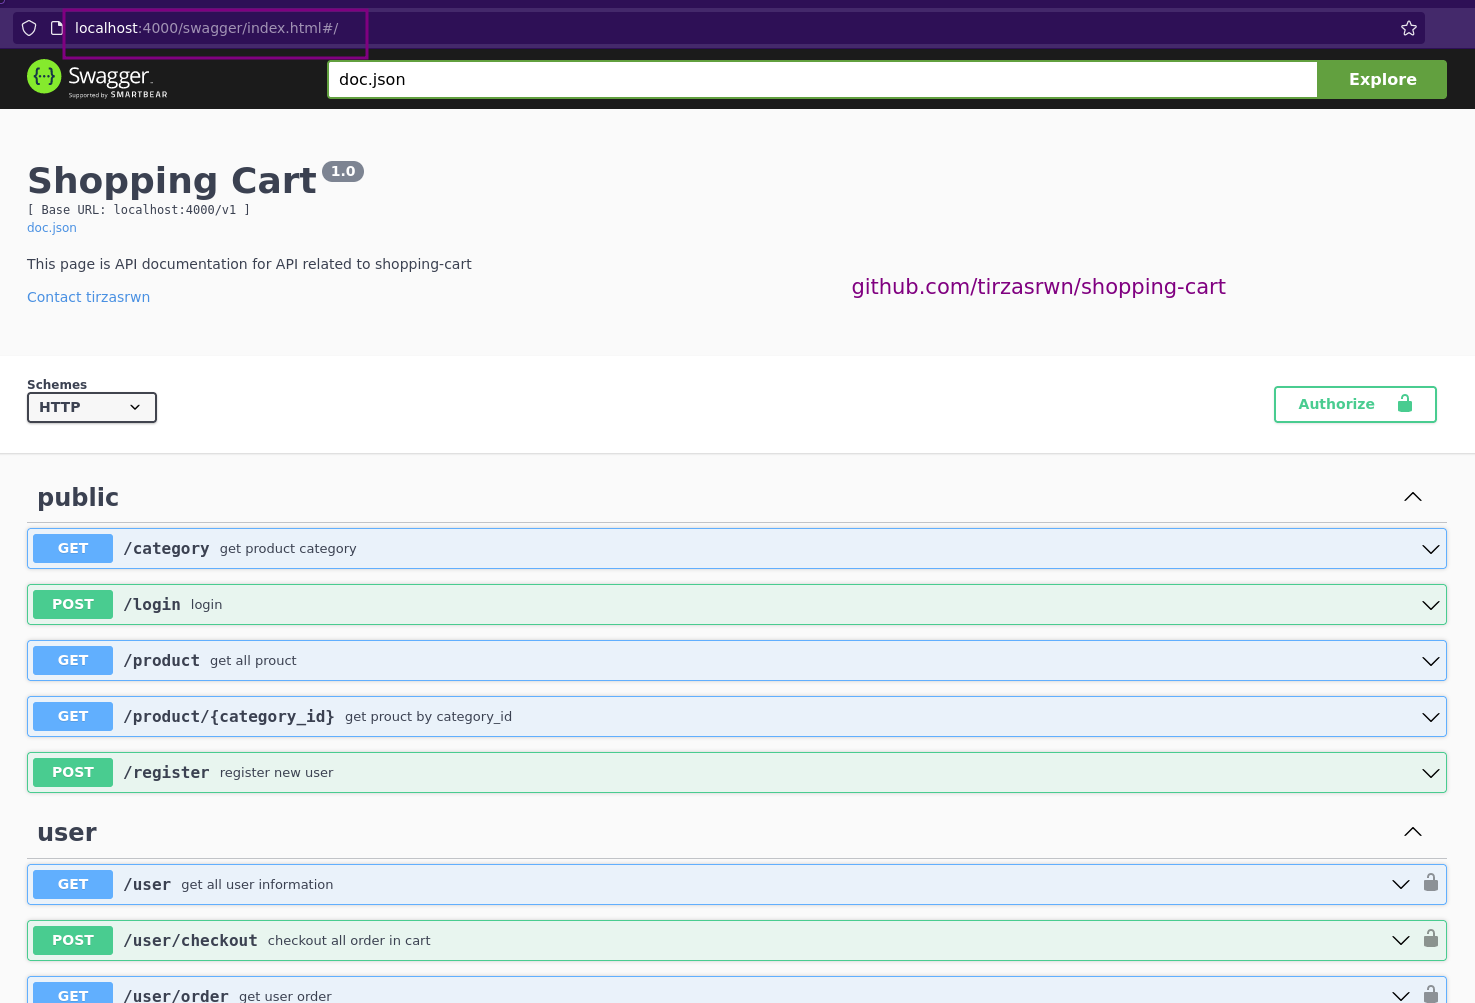 localhost:4000/swagger/index.html#/
Swagger
Supported by SMARTBEAR
doc.json
Explore
Shopping Cart 1.0
[ Base URL: localhost:4000/v1 ]
doc.json
This page is API documentation for API related to shopping-cart
github.com/tirzasrwn/shopping-cart
Contact tirzasrwn
Schemes
HTTP
Authorize
public
GET /category get product category
POST /login login
GET /product get all prouct
GET /product/{category_id} get prouct by category_id
POST /register register new user
user
GET /user get all user information
POST /user/checkout checkout all order in cart
GET /user/order get user order